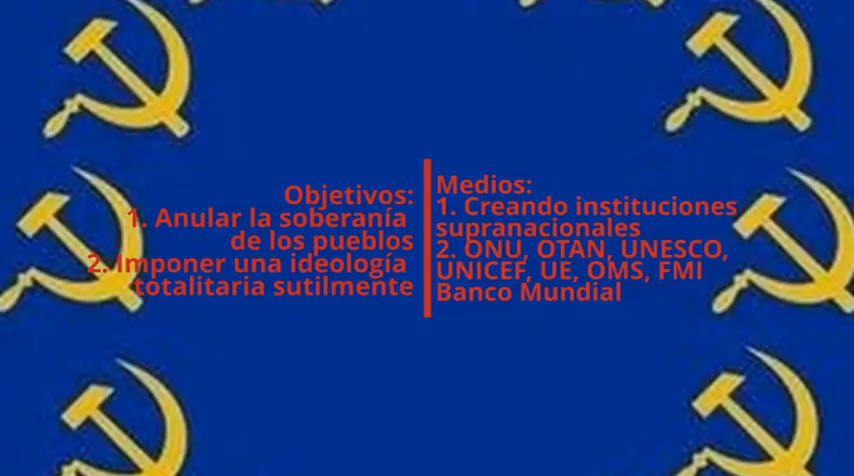 Objetivos:
1. Anular la soberanía
de los pueblos
2. Imponer una ideología
totalitaria sutilmente
Medios:
1. Creando instituciones
supranacionales
2. ONU, OTAN, UNESCO,
UNICEF, UE, OMS, FMI
Banco Mundial